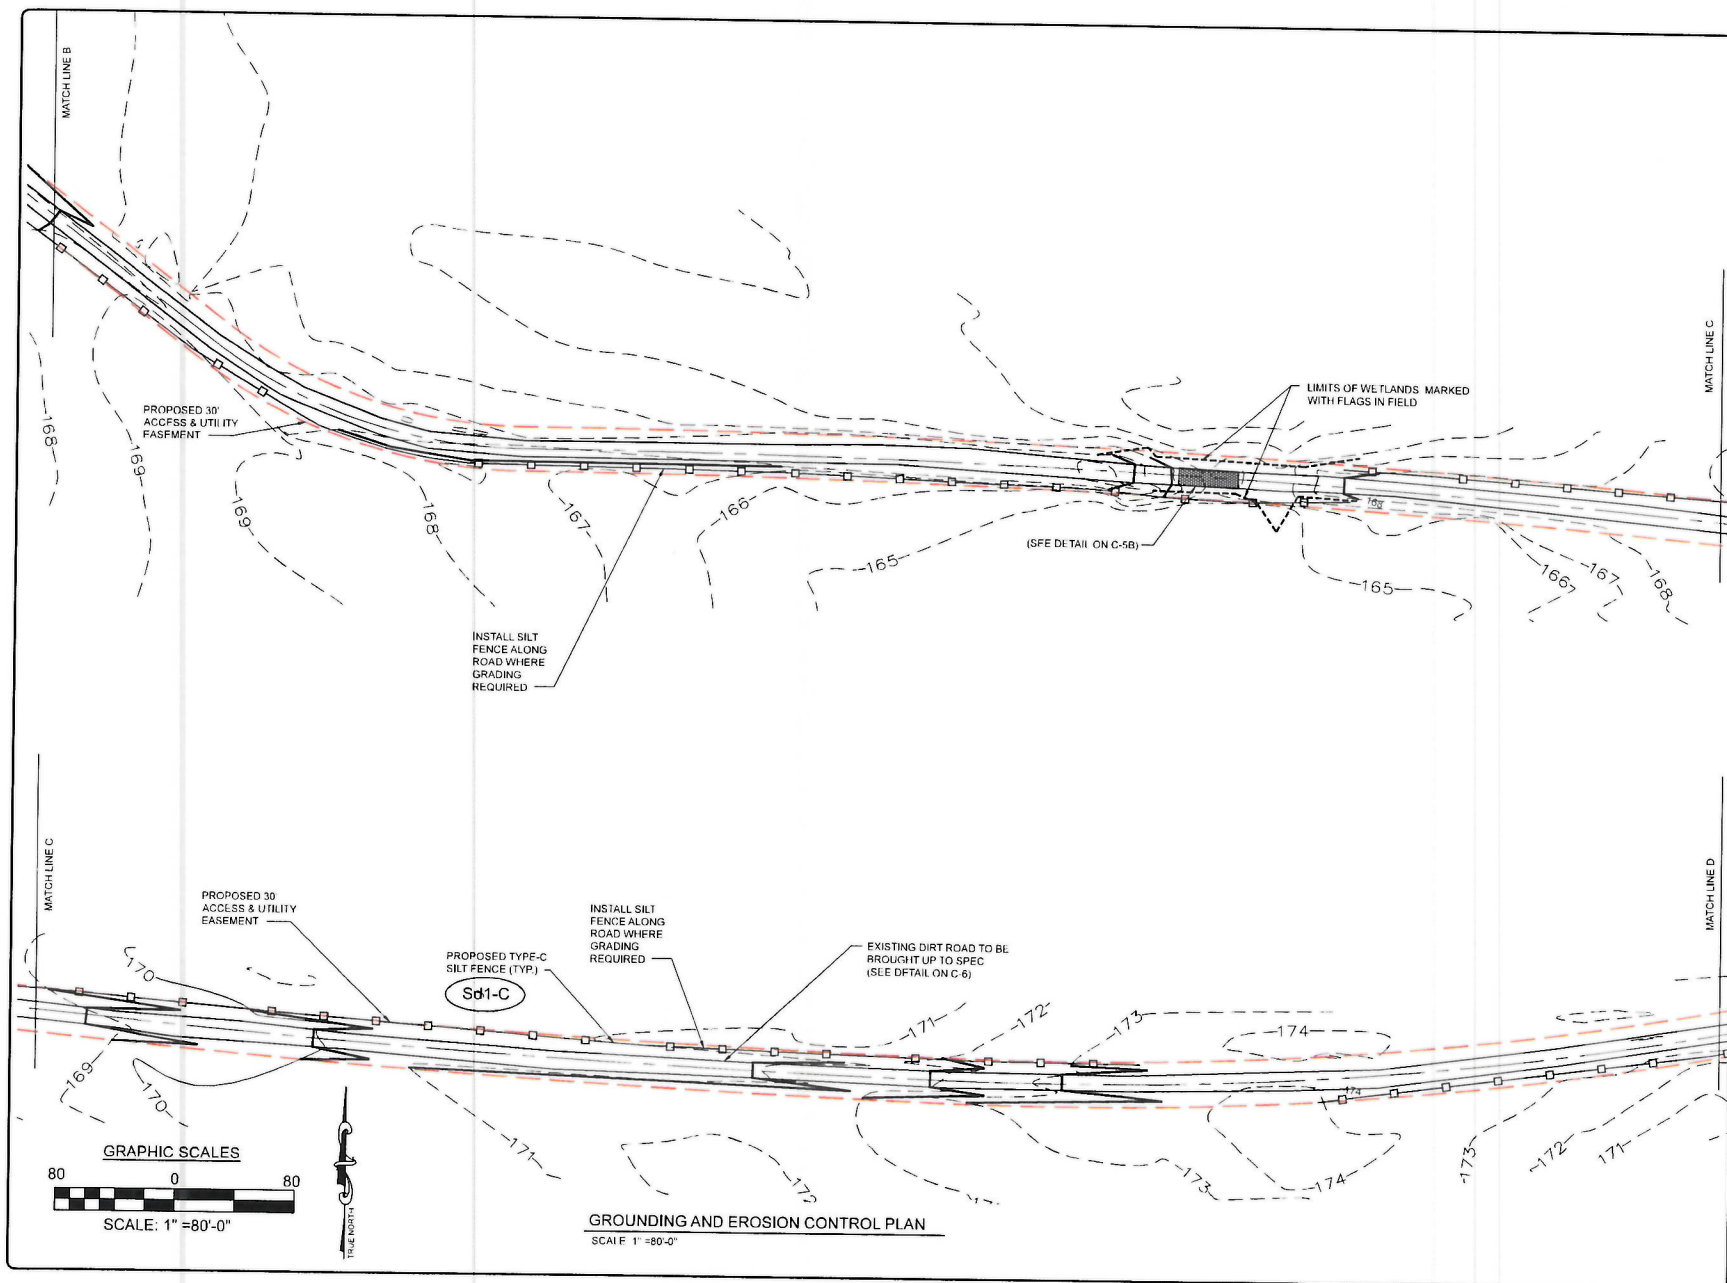 MATCH LINE B
MATCH LINE C
LIMITS OF WETLANDS MARKED
WITH FLAGS IN FIELD
PROPOSED 30'
ACCESS & UTILITY
EASEMENT
168
169
169
168
167
166
165
(SEE DETAIL ON C-5B)
165
166
167
168
INSTALL SILT
FENCE ALONG
ROAD WHERE
GRADING
REQUIRED
MATCH LINE C
MATCH LINE D
PROPOSED 30
ACCESS & UTILITY
EASEMENT
INSTALL SILT
FENCE ALONG
ROAD WHERE
GRADING
REQUIRED
PROPOSED TYPE-C
SILT FENCE (TYP.)
Sd1-C
EXISTING DIRT ROAD TO BE
BROUGHT UP TO SPEC
(SEE DETAIL ON C-6)
170
171
172
173
174
169
170
174
171
172
173
174
173
172
171
GRAPHIC SCALES
80 0 80
SCALE: 1" =80'-0"
TRUE NORTH
GROUNDING AND EROSION CONTROL PLAN
SCALE 1" =80'-0"